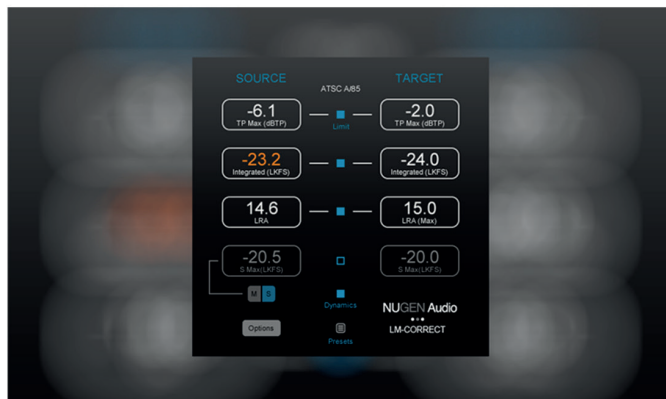 SOURCE
ATSC A/85
TARGET
-6.1
TP Max (dBTP)
Limit
-2.0
TP Max (dBTP)
-23.2
Integrated (LKFS)
-24.0
Integrated (LKFS)
14.6
LRA
15.0
LRA (Max)
-20.5
S Max(LKFS)
-20.0
S Max(LKFS)
M S
Dynamics
NUGEN Audio
Options
Presets
LM-CORRECT